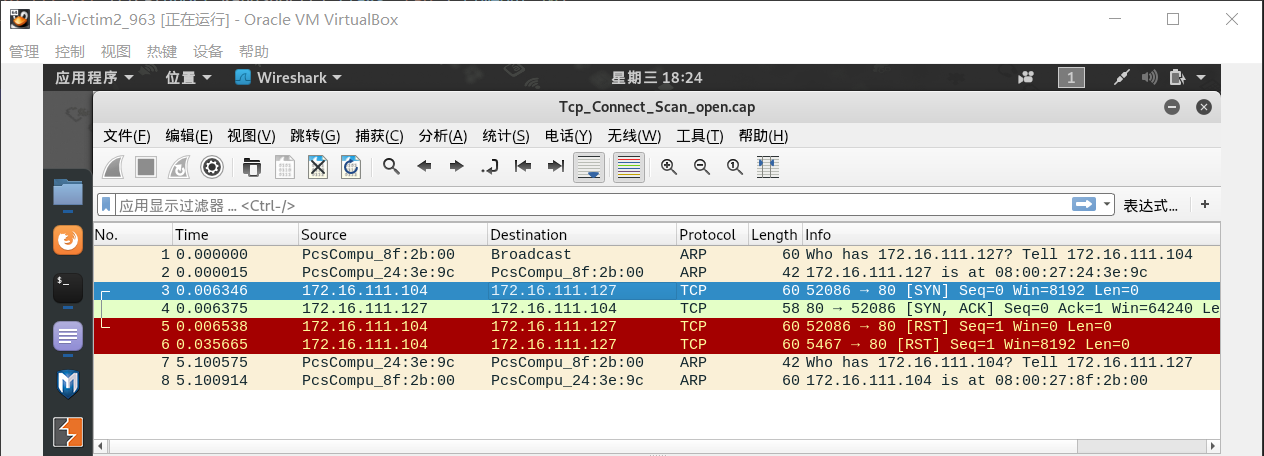 Kali-Victim2_963 [正在运行] - Oracle VM VirtualBox
管理 控制 视图 热键 设备 帮助
应用程序 位置 Wireshark 星期三 18:24 1
Tcp_Connect_Scan_open.cap
文件(F) 编辑(E) 视图(V) 跳转(G) 捕获(C) 分析(A) 统计(S) 电话(Y) 无线(W) 工具(T) 帮助(H)
应用显示过滤器 … <Ctrl-/> 表达式… +
No. Time Source Destination Protocol Length Info
1 0.000000 PcsCompu_8f:2b:00 Broadcast ARP 60 Who has 172.16.111.127? Tell 172.16.111.104
2 0.000015 PcsCompu_24:3e:9c PcsCompu_8f:2b:00 ARP 42 172.16.111.127 is at 08:00:27:24:3e:9c
3 0.006346 172.16.111.104 172.16.111.127 TCP 60 52086 → 80 [SYN] Seq=0 Win=8192 Len=0
4 0.006375 172.16.111.127 172.16.111.104 TCP 58 80 → 52086 [SYN, ACK] Seq=0 Ack=1 Win=64240 Le
5 0.006538 172.16.111.104 172.16.111.127 TCP 60 52086 → 80 [RST] Seq=1 Win=0 Len=0
6 0.035665 172.16.111.104 172.16.111.127 TCP 60 5467 → 80 [RST] Seq=1 Win=8192 Len=0
7 5.100575 PcsCompu_24:3e:9c PcsCompu_8f:2b:00 ARP 42 Who has 172.16.111.104? Tell 172.16.111.127
8 5.100914 PcsCompu_8f:2b:00 PcsCompu_24:3e:9c ARP 60 172.16.111.104 is at 08:00:27:8f:2b:00